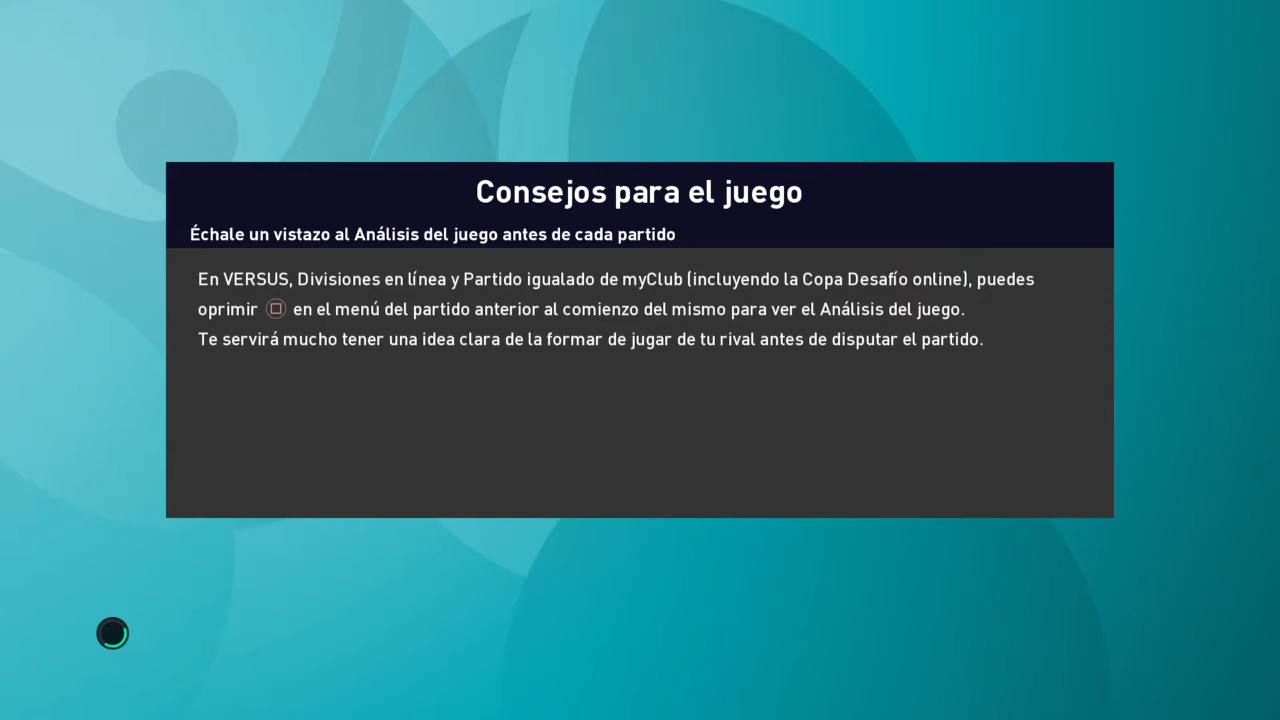 Consejos para el juego
Échale un vistazo al Análisis del juego antes de cada partido
En VERSUS, Divisiones en línea y Partido igualado de myClub (incluyendo la Copa Desafío online), puedes
oprimir en el menú del partido anterior al comienzo del mismo para ver el Análisis del juego.
Te servirá mucho tener una idea clara de la formar de jugar de tu rival antes de disputar el partido.